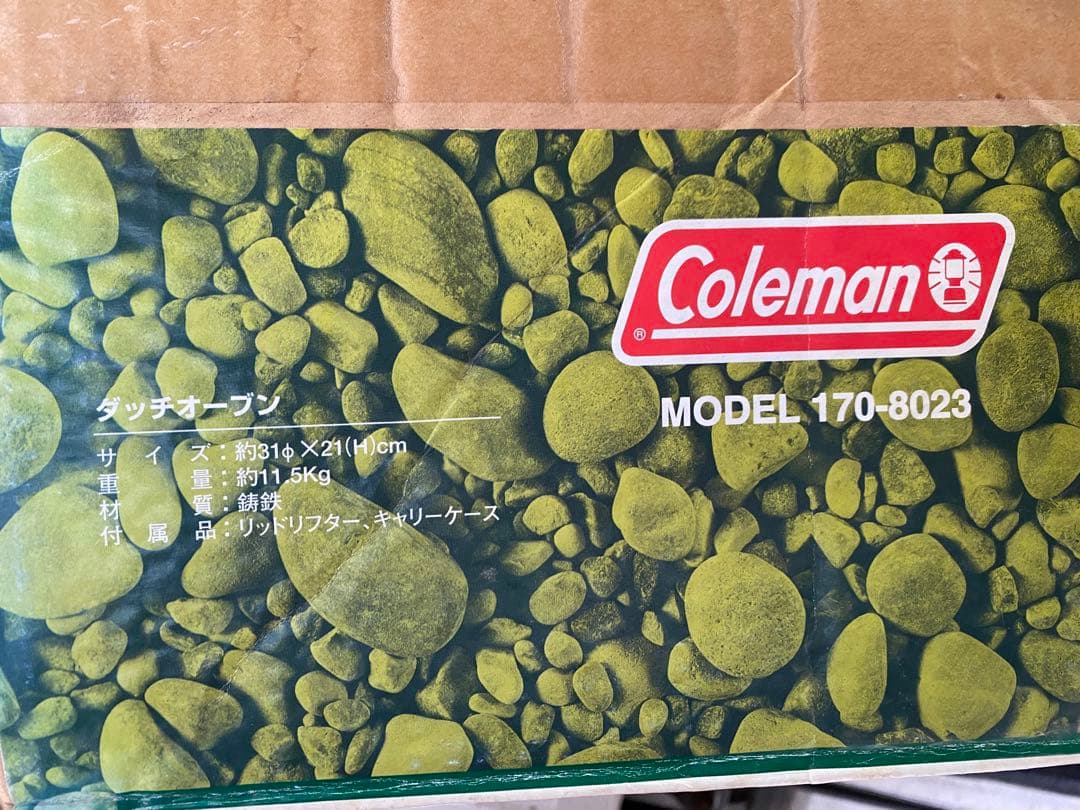 Coleman
®
MODEL 170-8023
ダッチオーブン
サイズ：約31φ×21(H)cm
重量：約11.5Kg
材質：鋳鉄
付属品：リッドリフター、キャリーケース